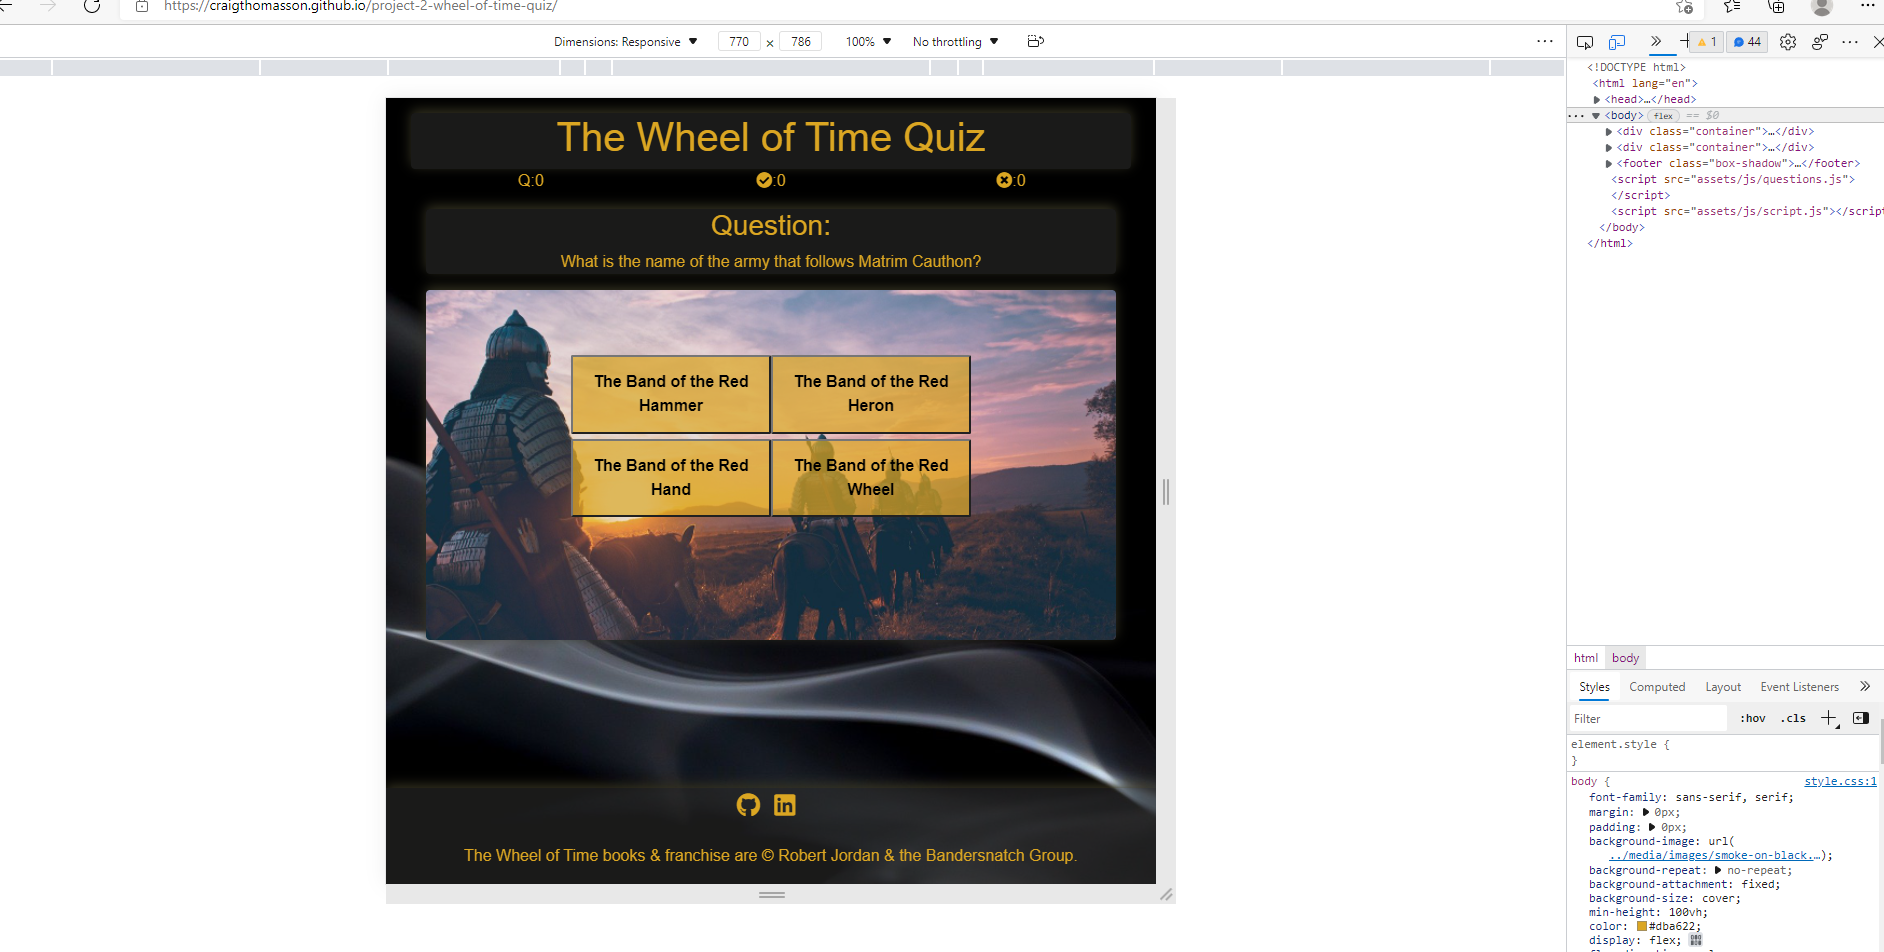 https://craigthomasson.github.io/project-2-wheel-of-time-quiz/
Dimensions: Responsive 770 × 786 100% No throttling
1 44
The Wheel of Time Quiz
Q:0 :0 :0
Question:
What is the name of the army that follows Matrim Cauthon?
The Band of the Red Hammer
The Band of the Red Heron
The Band of the Red Hand
The Band of the Red Wheel
The Wheel of Time books & franchise are © Robert Jordan & the Bandersnatch Group.
<!DOCTYPE html>
<html lang="en">
<head>…</head>
<body> flex == $0
<div class="container">…</div>
<div class="container">…</div>
<footer class="box-shadow">…</footer>
<script src="assets/js/questions.js">
</script>
<script src="assets/js/script.js"></script
</body>
</html>
html body
Styles Computed Layout Event Listeners
Filter :hov .cls
element.style {
}
body { style.css:1
font-family: sans-serif, serif;
margin: 0px;
padding: 0px;
background-image: url(
../media/images/smoke-on-black.…);
background-repeat: no-repeat;
background-attachment: fixed;
background-size: cover;
min-height: 100vh;
color: #dba622;
display: flex;